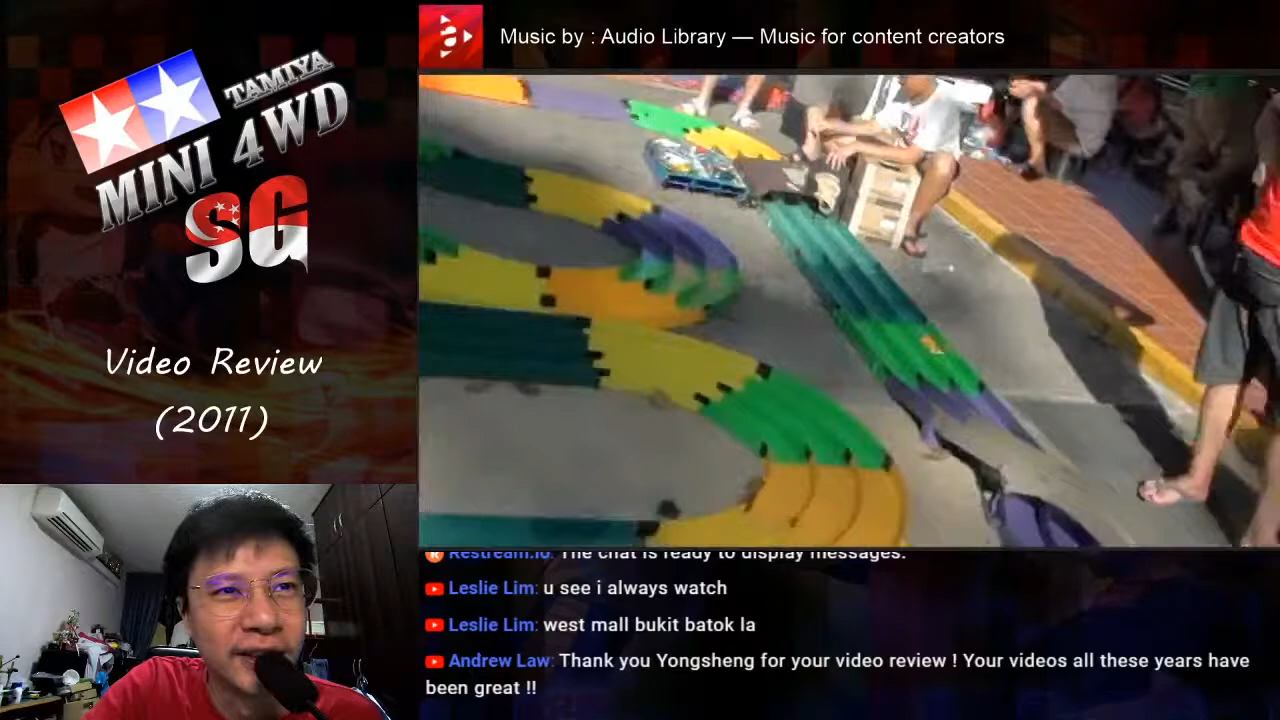 Music by : Audio Library — Music for content creators
TAMIYA
MINI 4WD
SG
Video Review
(2011)
Restream.io: The chat is ready to display messages.
Leslie Lim: u see i always watch
Leslie Lim: west mall bukit batok la
Andrew Law: Thank you Yongsheng for your video review ! Your videos all these years have
been great !!